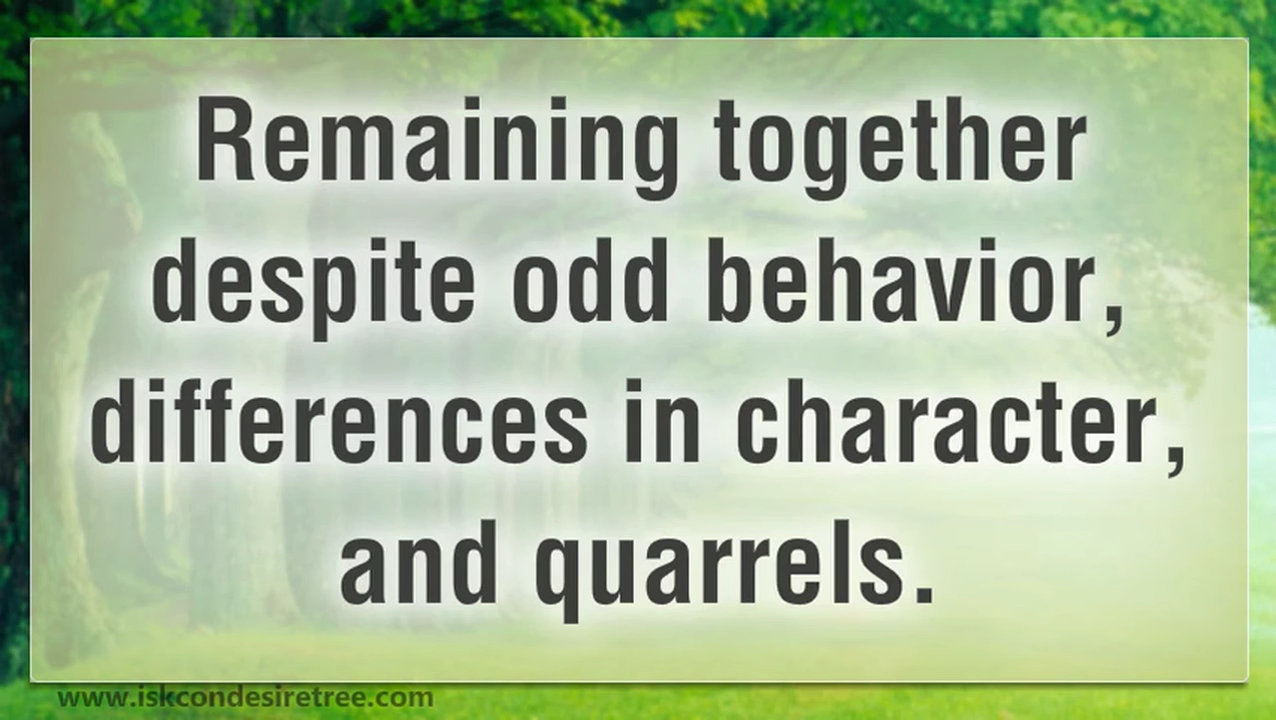 Remaining together
despite odd behavior,
differences in character,
and quarrels.
www.iskcondesiretree.com